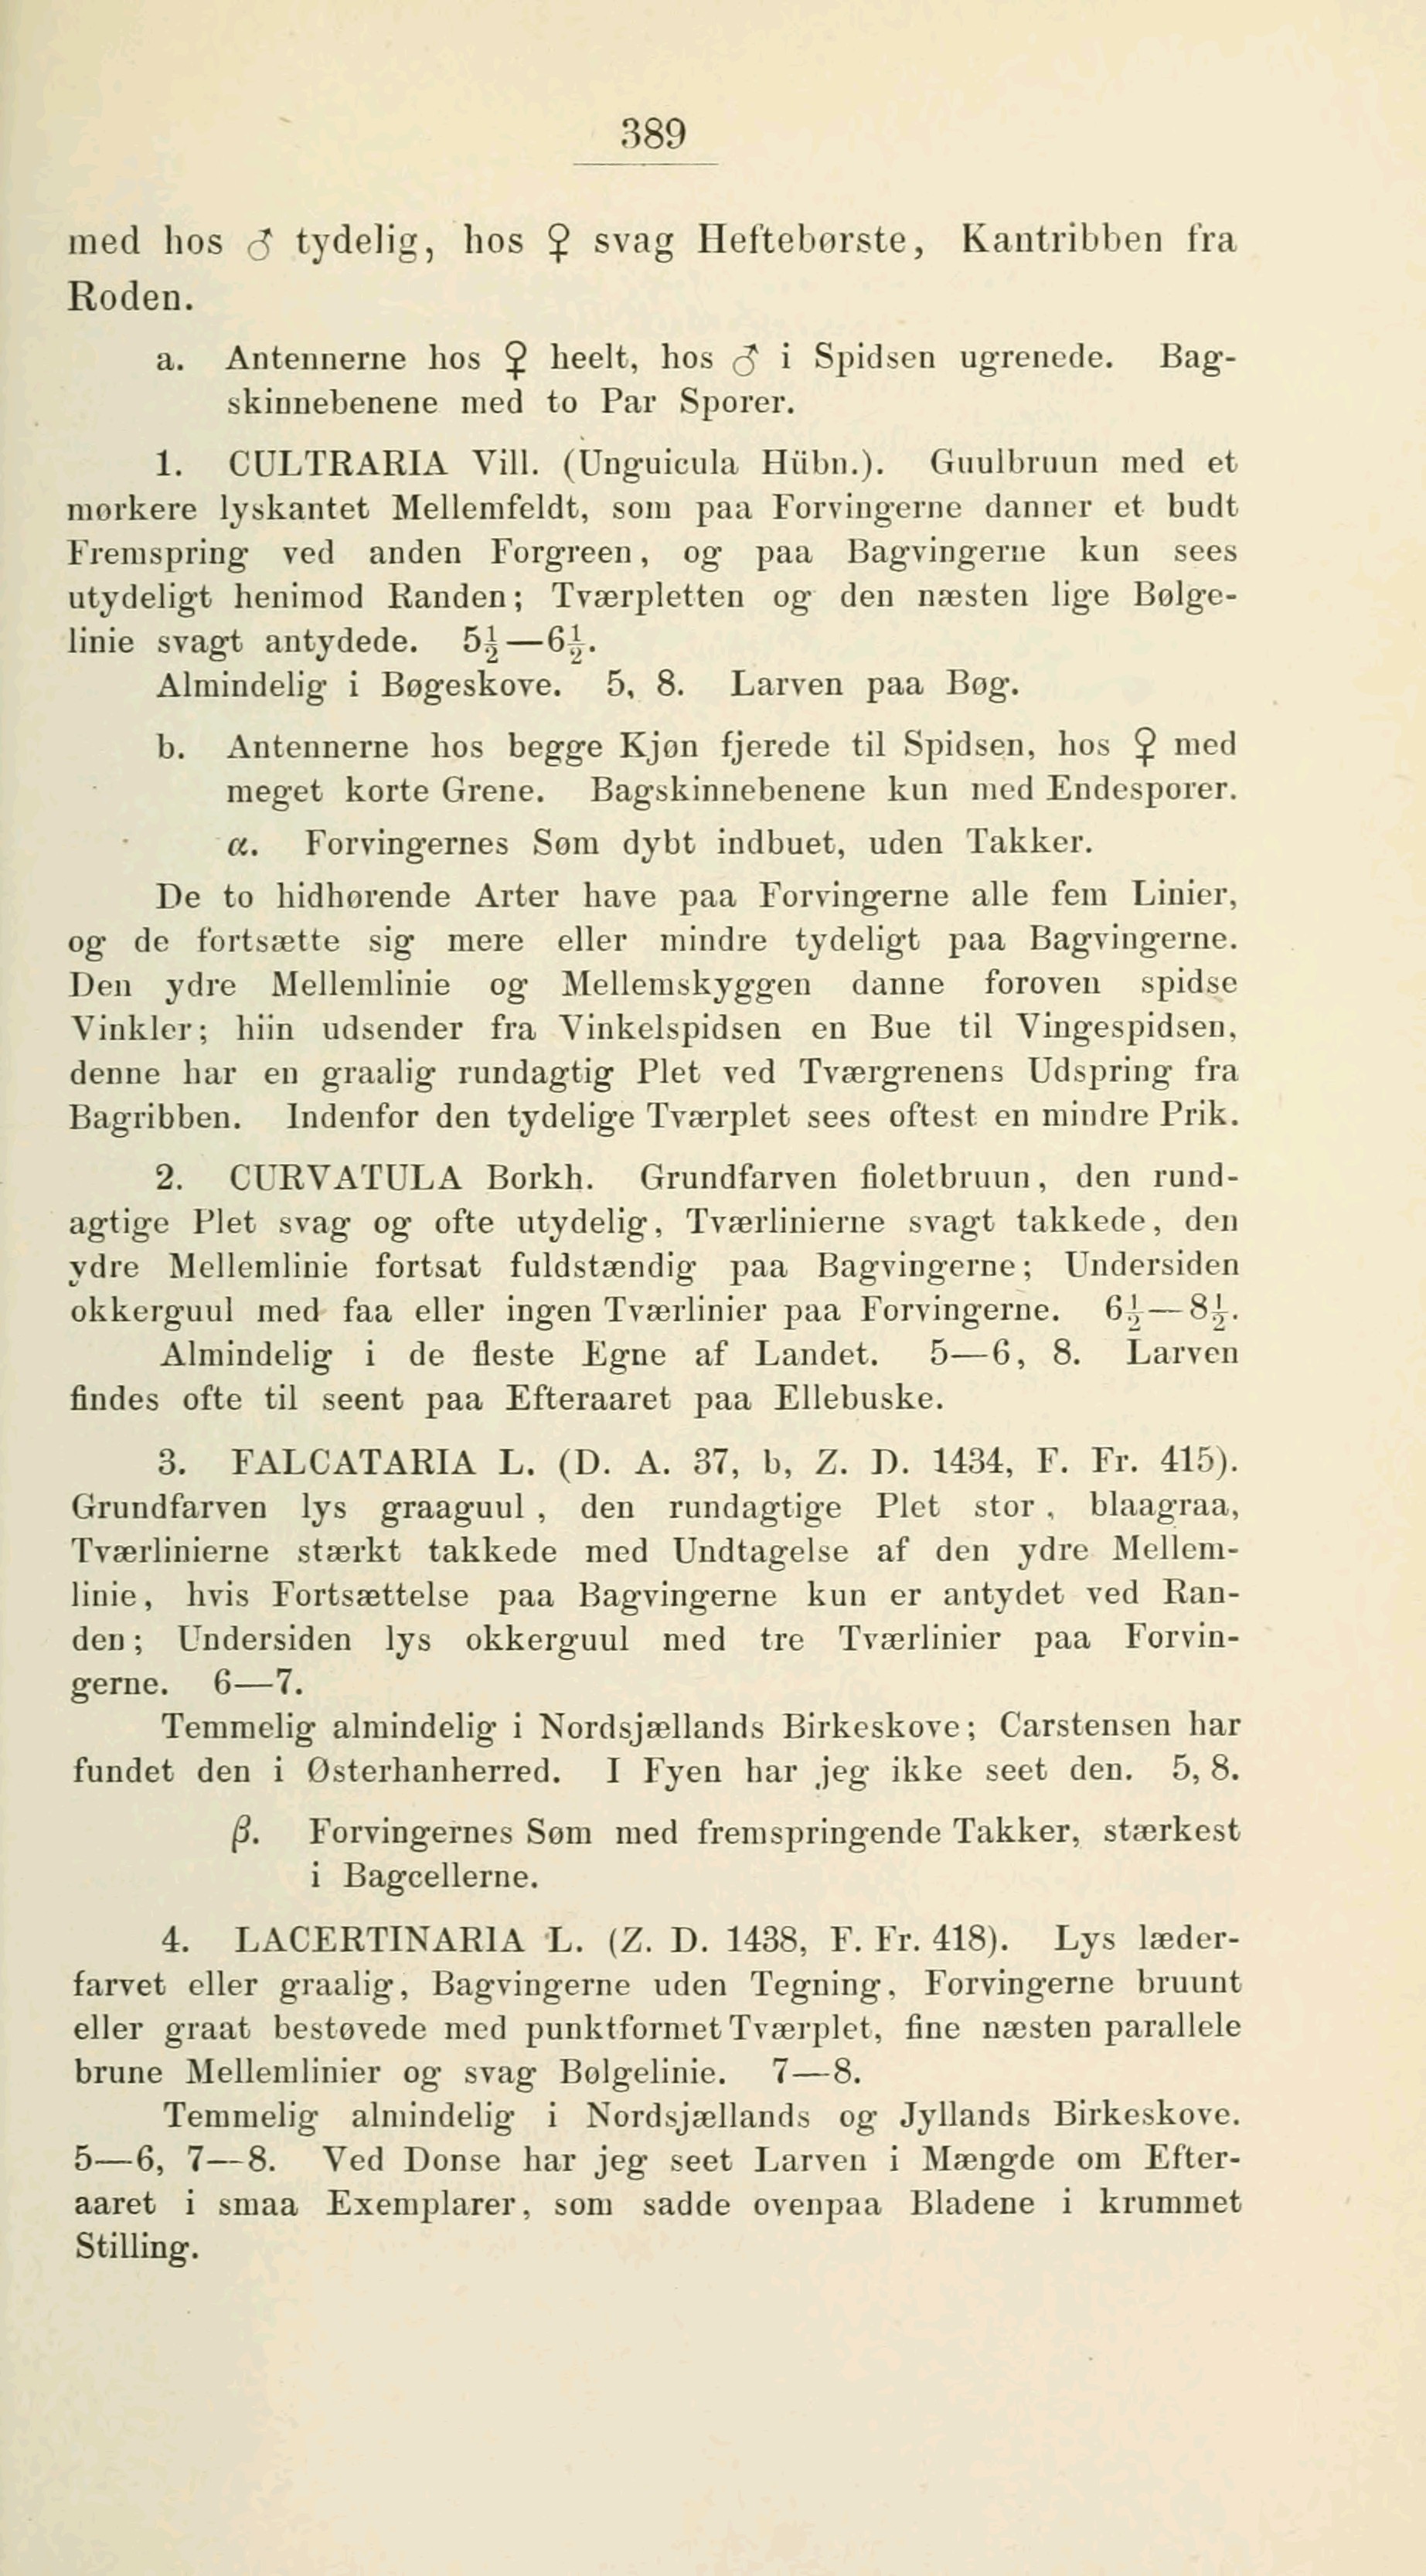 389
med hos ♂ tydelig, hos ♀ svag Heftebørste, Kantribben fra
Roden.
a. Antennerne hos ♀ heelt, hos ♂ i Spidsen ugrenede. Bag-
skinnebenene med to Par Sporer.
1. CULTRARIA Vill. (Unguicula Hübn.). Guulbruun med et
mørkere lyskantet Mellemfeldt, som paa Forvingerne danner et budt
Fremspring ved anden Forgreen, og paa Bagvingerne kun sees
utydeligt henimod Randen; Tværpletten og den næsten lige Bølge-
linie svagt antydede. 5½—6½.
Almindelig i Bøgeskove. 5, 8. Larven paa Bøg.
b. Antennerne hos begge Kjøn fjerede til Spidsen, hos ♀ med
meget korte Grene. Bagskinnebenene kun med Endesporer.
α. Forvingernes Søm dybt indbuet, uden Takker.
De to hidhørende Arter have paa Forvingerne alle fem Linier,
og de fortsætte sig mere eller mindre tydeligt paa Bagvingerne.
Den ydre Mellemlinie og Mellemskyggen danne foroven spidse
Vinkler; hiin udsender fra Vinkelspidsen en Bue til Vingespidsen,
denne har en graalig rundagtig Plet ved Tværgrenens Udspring fra
Bagribben. Indenfor den tydelige Tværplet sees oftest en mindre Prik.
2. CURVATULA Borkh. Grundfarven fioletbruun, den rund-
agtige Plet svag og ofte utydelig, Tværlinierne svagt takkede, den
ydre Mellemlinie fortsat fuldstændig paa Bagvingerne; Undersiden
okkerguul med faa eller ingen Tværlinier paa Forvingerne. 6½—8½.
Almindelig i de fleste Egne af Landet. 5—6, 8. Larven
findes ofte til seent paa Efteraaret paa Ellebuske.
3. FALCATARIA L. (D. A. 37, b, Z. D. 1434, F. Fr. 415).
Grundfarven lys graaguul, den rundagtige Plet stor, blaagraa,
Tværlinierne stærkt takkede med Undtagelse af den ydre Mellem-
linie, hvis Fortsættelse paa Bagvingerne kun er antydet ved Ran-
den; Undersiden lys okkerguul med tre Tværlinier paa Forvin-
gerne. 6—7.
Temmelig almindelig i Nordsjællands Birkeskove; Carstensen har
fundet den i Østerhanherred. I Fyen har jeg ikke seet den. 5, 8.
β. Forvingernes Søm med fremspringende Takker, stærkest
i Bagcellerne.
4. LACERTINARIA L. (Z. D. 1438, F. Fr. 418). Lys læder-
farvet eller graalig, Bagvingerne uden Tegning, Forvingerne bruunt
eller graat bestøvede med punktformet Tværplet, fine næsten parallele
brune Mellemlinier og svag Bølgelinie. 7—8.
Temmelig almindelig i Nordsjællands og Jyllands Birkeskove.
5—6, 7—8. Ved Donse har jeg seet Larven i Mængde om Efter-
aaret i smaa Exemplarer, som sadde ovenpaa Bladene i krummet
Stilling.